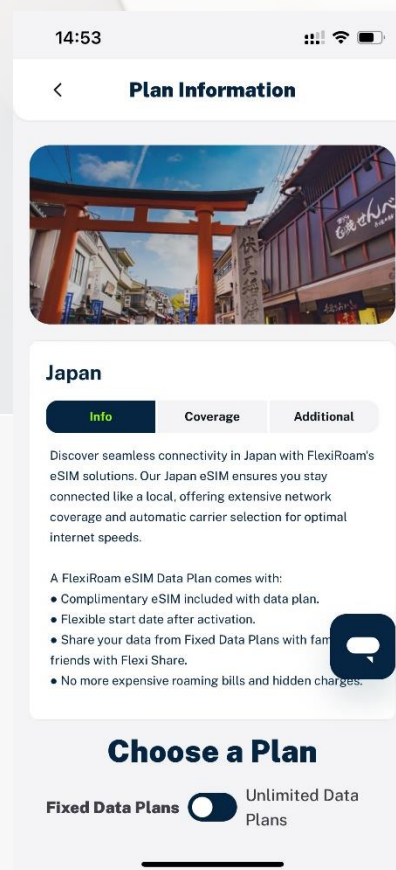 14:53
Plan Information
伏見稲荷
Japan
Info
Coverage
Additional
Discover seamless connectivity in Japan with FlexiRoam's
eSIM solutions. Our Japan eSIM ensures you stay
connected like a local, offering extensive network
coverage and automatic carrier selection for optimal
internet speeds.
A FlexiRoam eSIM Data Plan comes with:
● Complimentary eSIM included with data plan.
● Flexible start date after activation.
● Share your data from Fixed Data Plans with
friends with Flexi Share.
● No more expensive roaming bills and hidden charges.
Choose a Plan
Fixed Data Plans
Unlimited Data
Plans